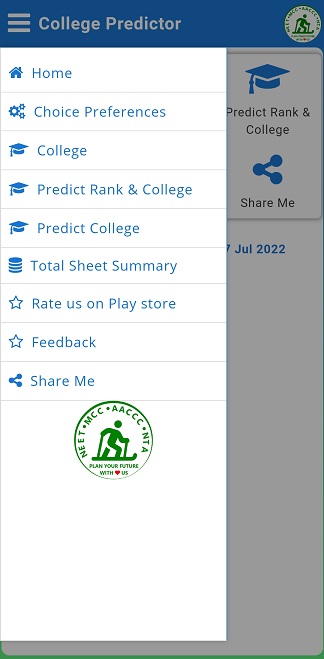 College Predictor
Home
Choice Preferences
College
Predict Rank & College
Predict College
Total Sheet Summary
Rate us on Play store
Feedback
Share Me
NEET•MCC•AACCC•NTA
PLAN YOUR FUTURE
WITH ❤ US
Predict Rank &
College
Share Me
7 Jul 2022